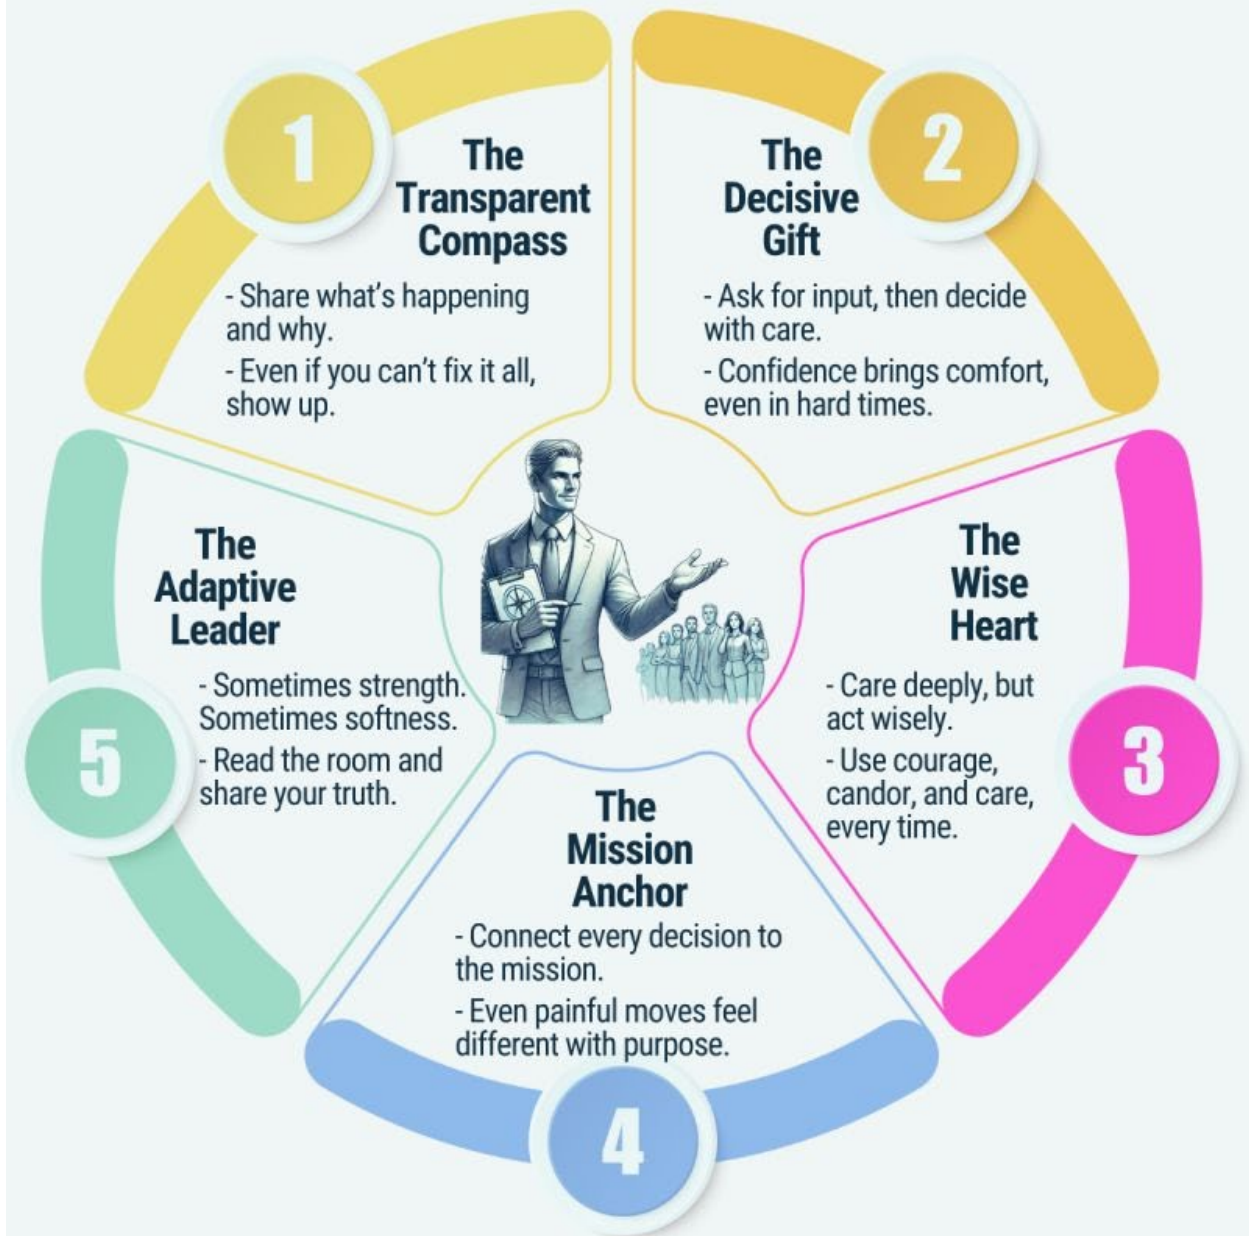 1
The
Transparent
Compass
- Share what's happening
and why.
- Even if you can't fix it all,
show up.
2
The
Decisive
Gift
- Ask for input, then decide
with care.
- Confidence brings comfort,
even in hard times.
3
The
Wise
Heart
- Care deeply, but
act wisely.
- Use courage,
candor, and care,
every time.
4
The
Mission
Anchor
- Connect every decision to
the mission.
- Even painful moves feel
different with purpose.
5
The
Adaptive
Leader
- Sometimes strength.
Sometimes softness.
- Read the room and
share your truth.